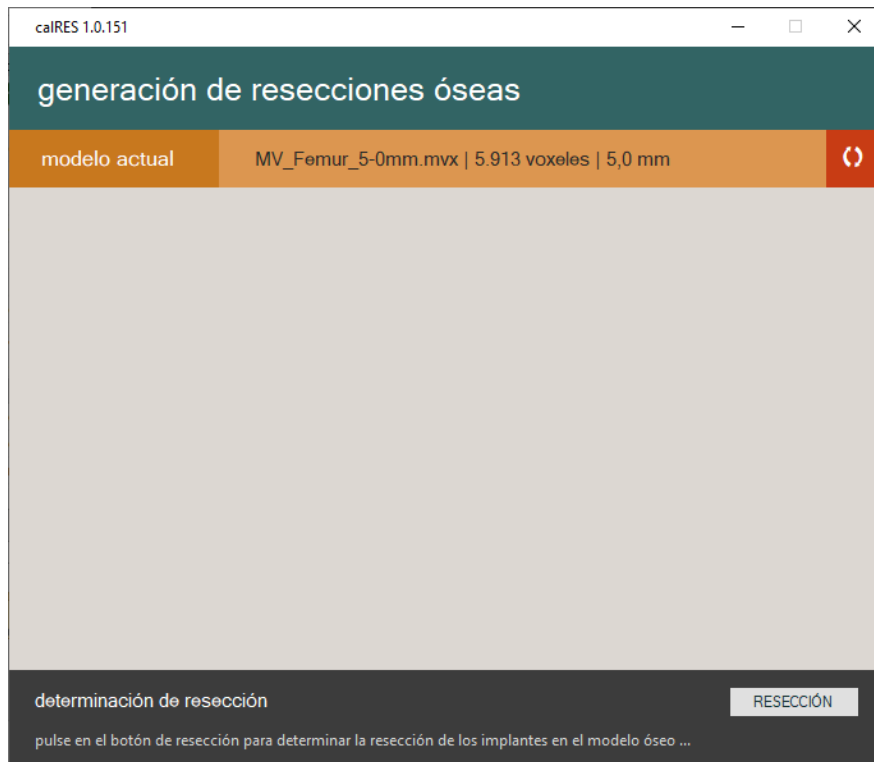 calRES 1.0.151
generación de resecciones óseas
modelo actual
MV_Femur_5-0mm.mvx | 5.913 voxeles | 5,0 mm
determinación de resección
RESECCIÓN
pulse en el botón de resección para determinar la resección de los implantes en el modelo óseo ...